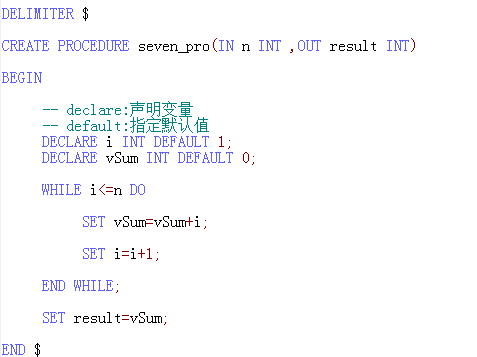 DELIMITER $
CREATE PROCEDURE seven_pro(IN n INT ,OUT result INT)
BEGIN
-- declare:声明变量
-- default:指定默认值
DECLARE i INT DEFAULT 1;
DECLARE vSum INT DEFAULT 0;
WHILE i<=n DO
SET vSum=vSum+i;
SET i=i+1;
END WHILE;
SET result=vSum;
END $